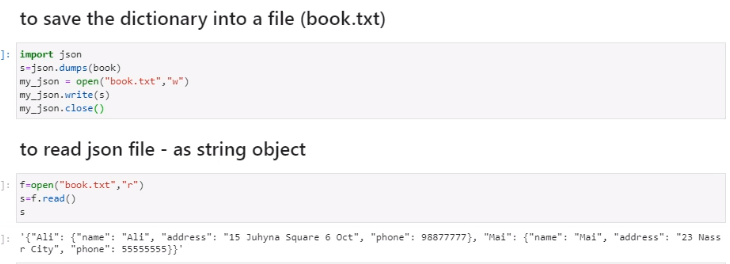 to save the dictionary into a file (book.txt)
]: import json
s=json.dumps(book)
my_json = open("book.txt","w")
my_json.write(s)
my_json.close()
to read json file - as string object
]: f=open("book.txt","r")
s=f.read()
s
]: '{"Ali": {"name": "Ali", "address": "15 Juhyna Square 6 Oct", "phone": 98877777}, "Mai": {"name": "Mai", "address": "23 Nass
r City", "phone": 55555555}}'